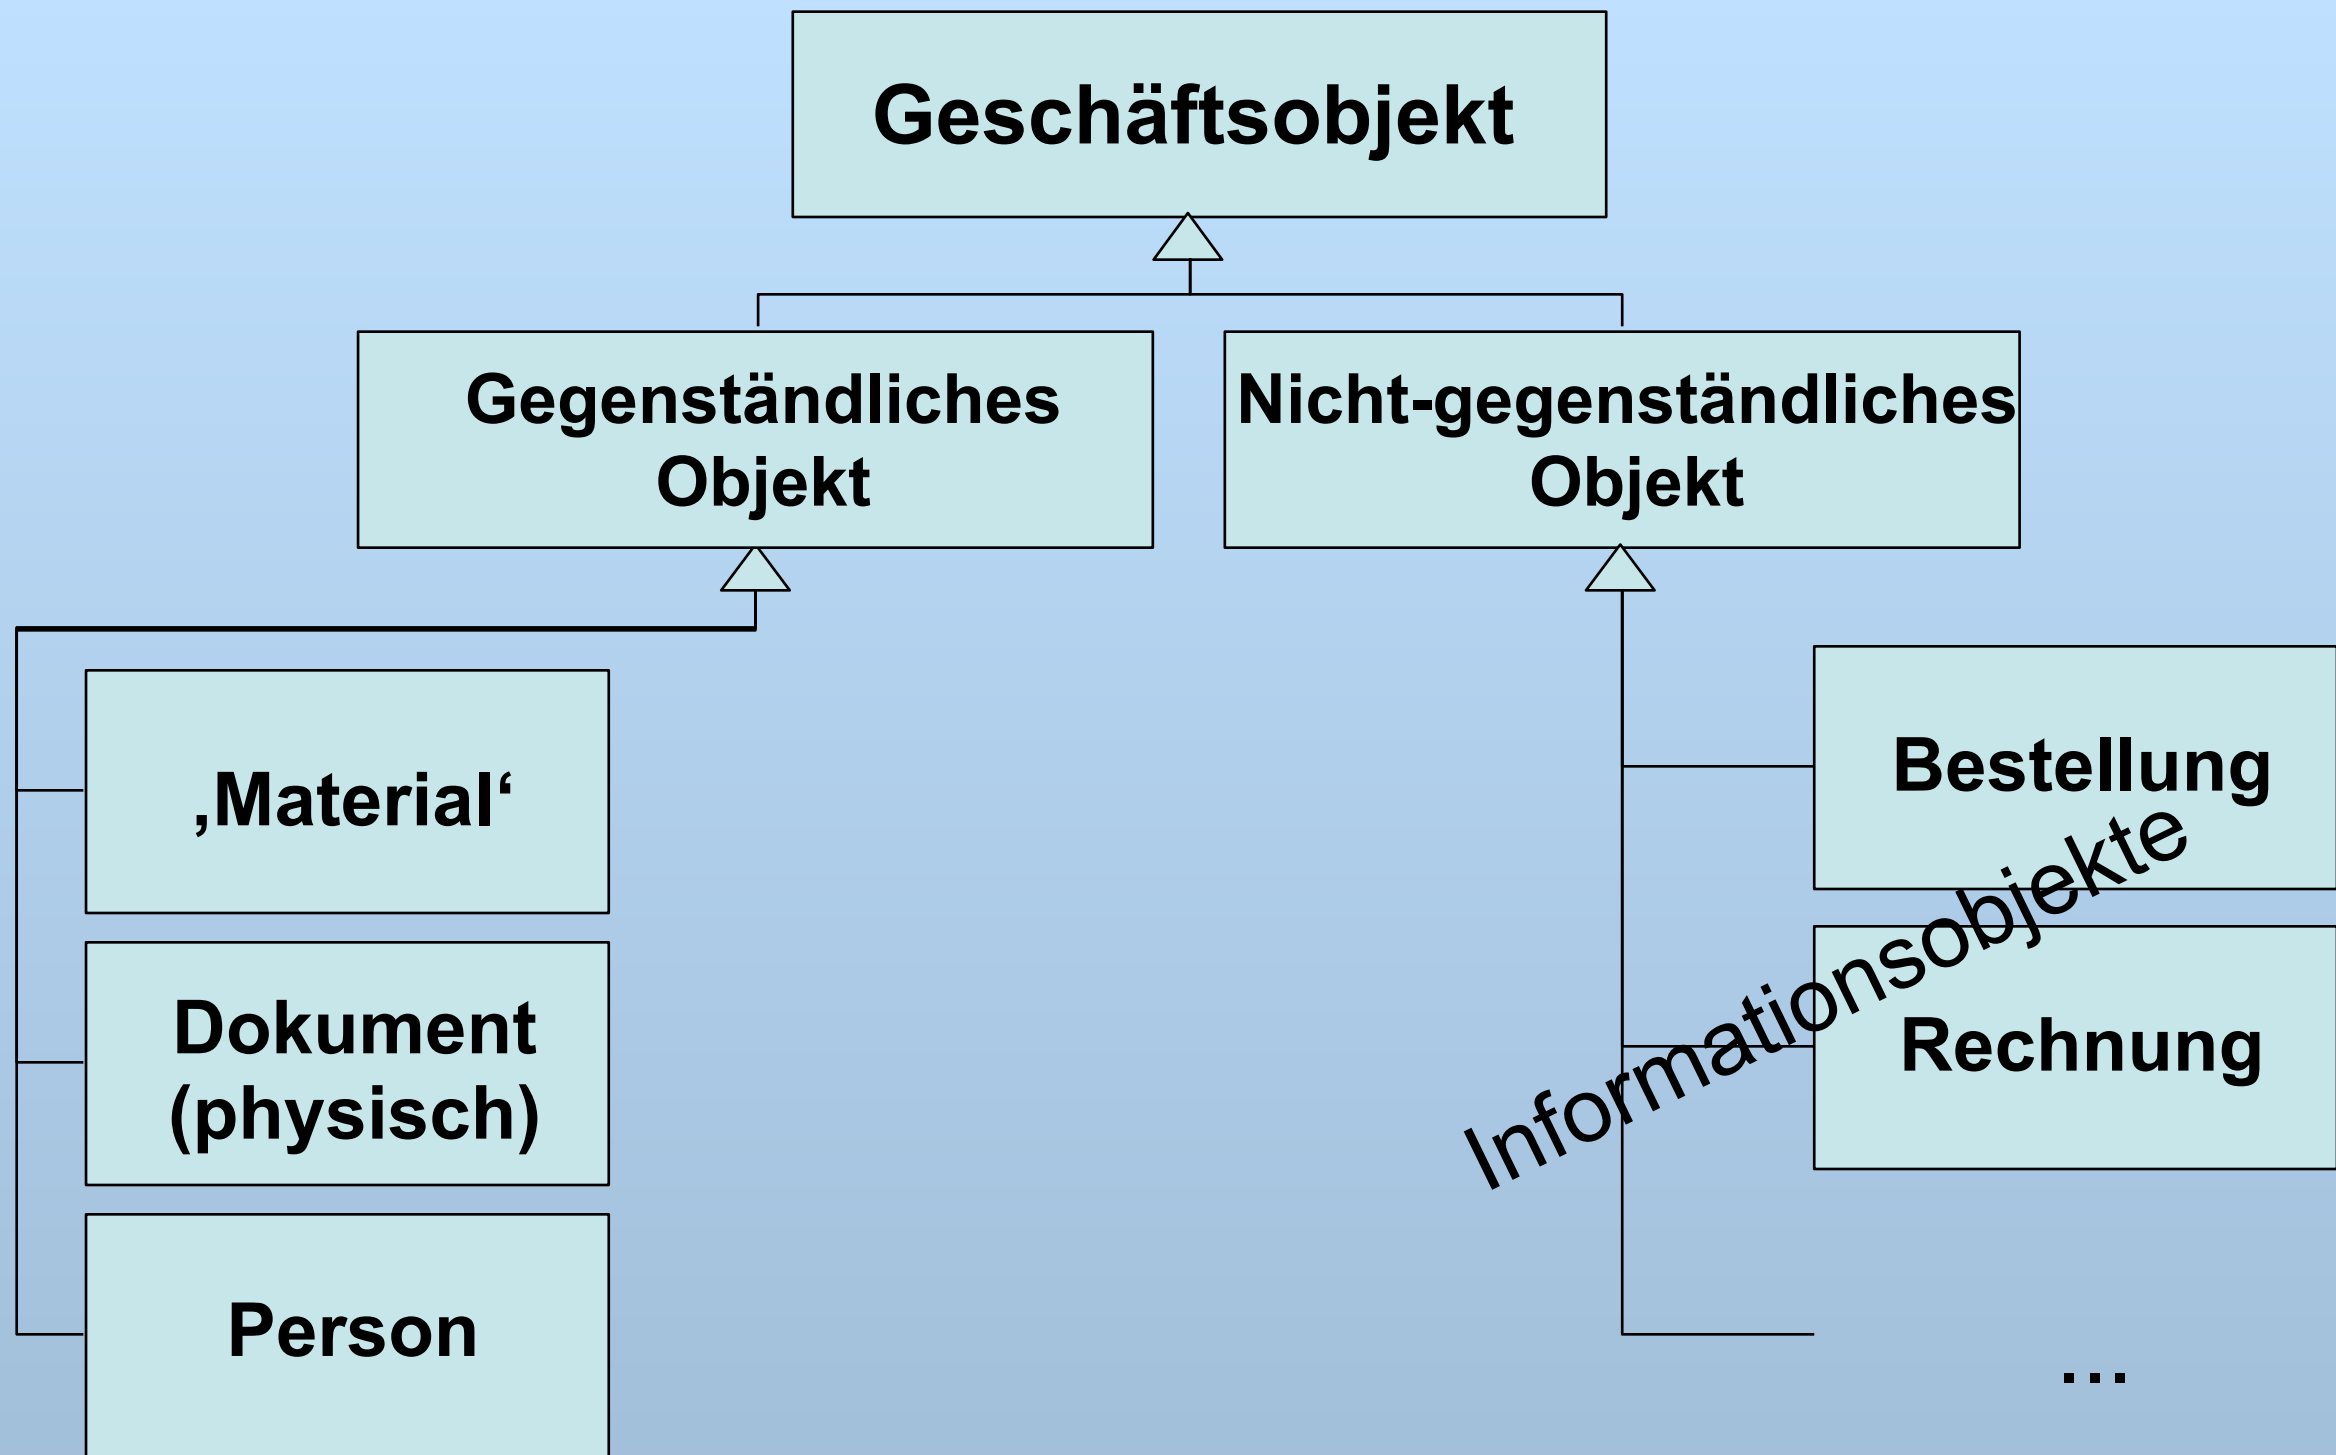 Geschäftsobjekt
Gegenständliches
Objekt
Nicht-gegenständliches
Objekt
‚Material‘
Dokument
(physisch)
Person
Bestellung
Rechnung
Informationsobjekte
...